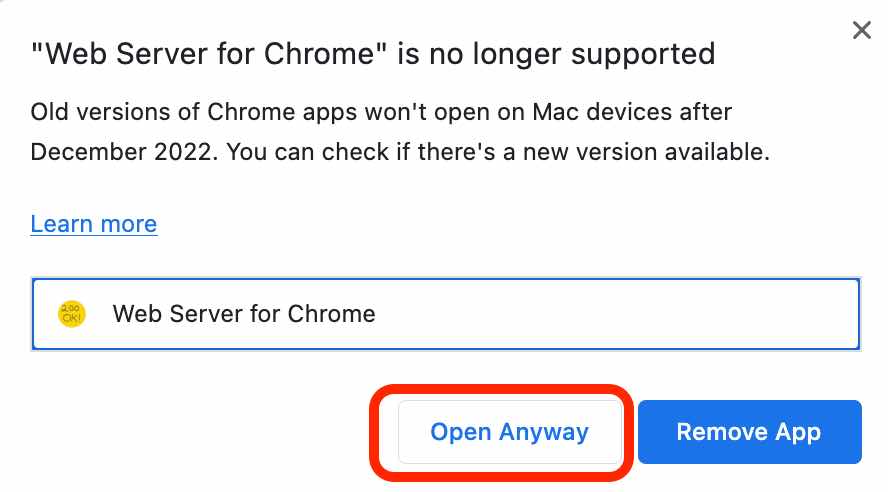 "Web Server for Chrome" is no longer supported
Old versions of Chrome apps won't open on Mac devices after
December 2022. You can check if there's a new version available.
Learn more
200
OK!
Web Server for Chrome
Open Anyway
Remove App